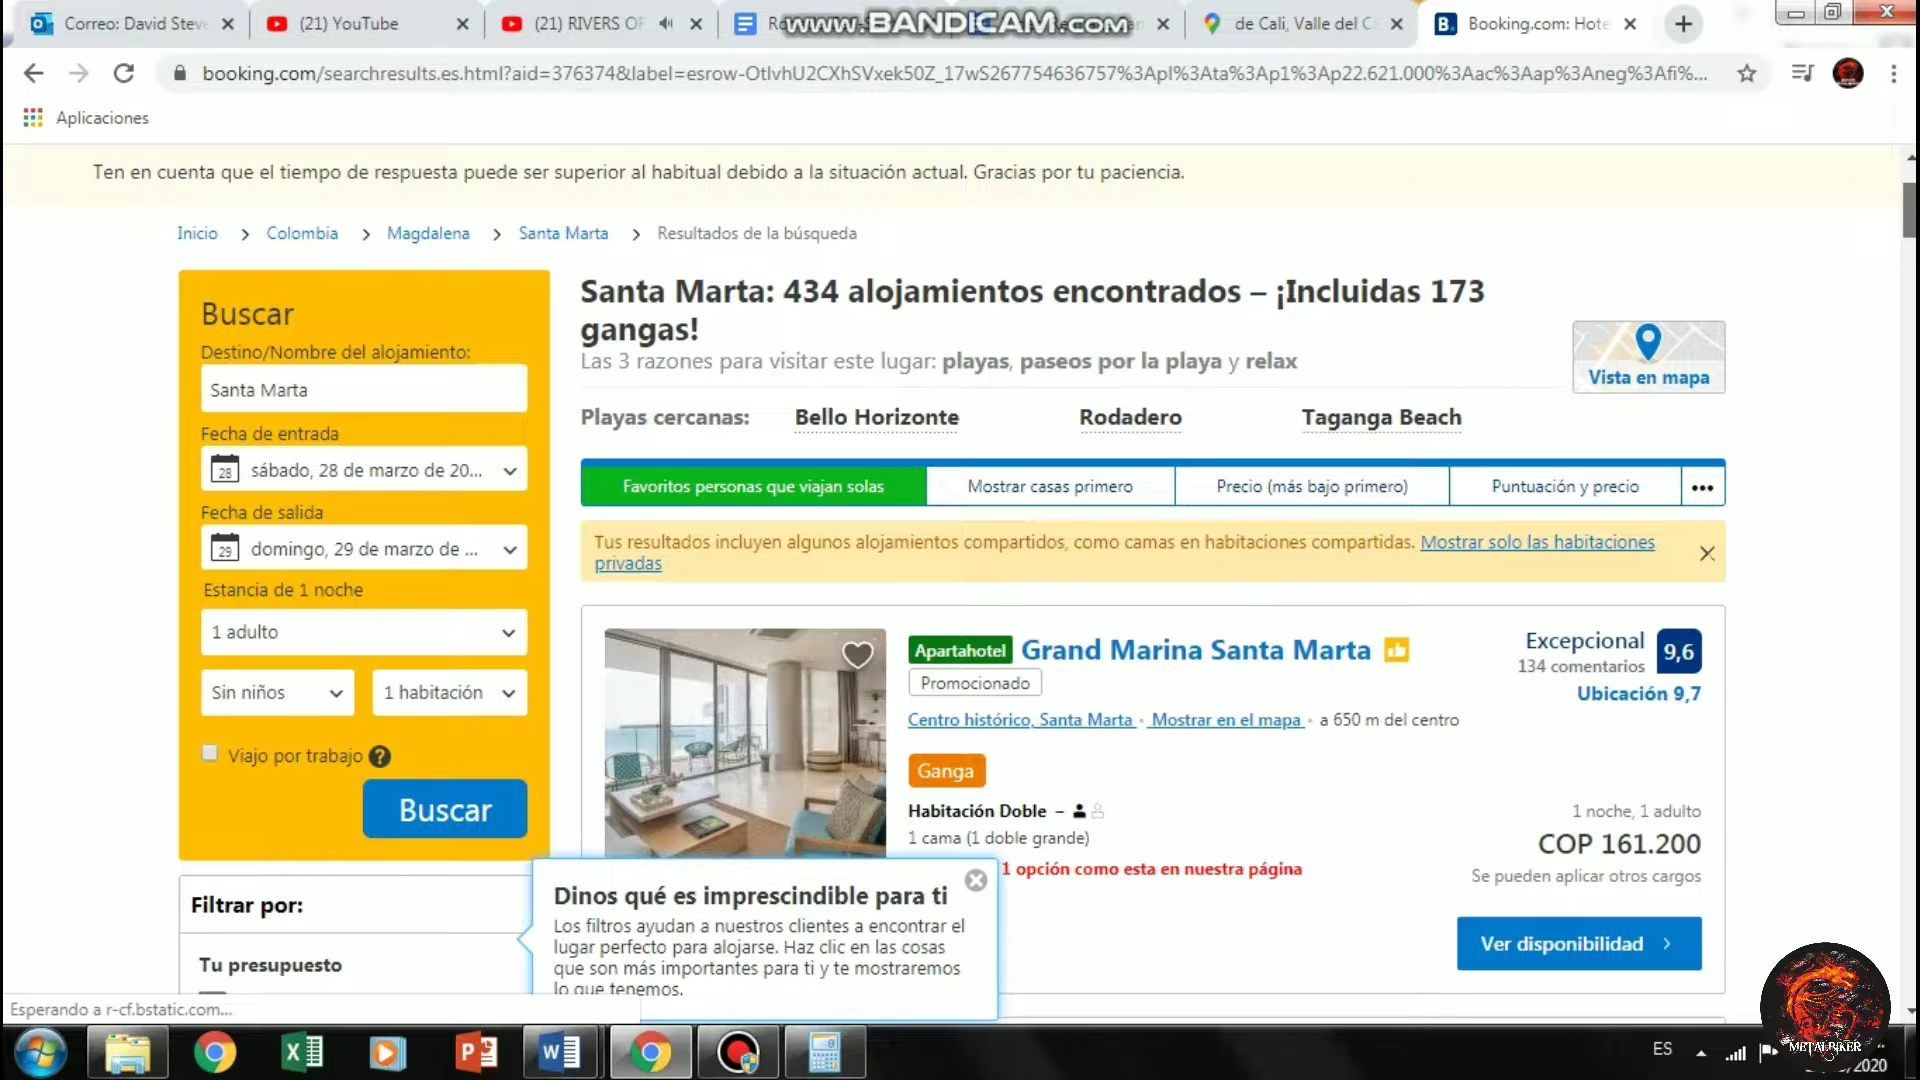 Correo: David Steve
(21) YouTube
(21) RIVERS OF
www.BANDICAM.com
de Cali, Valle del Ca
Booking.com: Hote
booking.com/searchresults.es.html?aid=376374&label=esrow-OtlvhU2CXhSVxek50Z_17wS267754636757%3Apl%3Ata%3Ap1%3Ap22.621.000%3Aac%3Aap%3Aneg%3Afi%...
Aplicaciones
Ten en cuenta que el tiempo de respuesta puede ser superior al habitual debido a la situación actual. Gracias por tu paciencia.
Inicio > Colombia > Magdalena > Santa Marta > Resultados de la búsqueda
Buscar
Destino/Nombre del alojamiento:
Santa Marta
Fecha de entrada
28 sábado, 28 de marzo de 20...
Fecha de salida
29 domingo, 29 de marzo de ...
Estancia de 1 noche
1 adulto
Sin niños
1 habitación
Viajo por trabajo ?
Buscar
Filtrar por:
Tu presupuesto
Santa Marta: 434 alojamientos encontrados – ¡Incluidas 173
gangas!
Las 3 razones para visitar este lugar: playas, paseos por la playa y relax
Vista en mapa
Playas cercanas: Bello Horizonte Rodadero Taganga Beach
Favoritos personas que viajan solas
Mostrar casas primero
Precio (más bajo primero)
Puntuación y precio
•••
Tus resultados incluyen algunos alojamientos compartidos, como camas en habitaciones compartidas. Mostrar solo las habitaciones
privadas
Apartahotel Grand Marina Santa Marta
Promocionado
Centro histórico, Santa Marta • Mostrar en el mapa • a 650 m del centro
Excepcional 9,6
134 comentarios
Ubicación 9,7
Ganga
Habitación Doble –
1 cama (1 doble grande)
1 opción como esta en nuestra página
1 noche, 1 adulto
COP 161.200
Se pueden aplicar otros cargos
Ver disponibilidad
Dinos qué es imprescindible para ti
Los filtros ayudan a nuestros clientes a encontrar el
lugar perfecto para alojarse. Haz clic en las cosas
que son más importantes para ti y te mostraremos
lo que tenemos.
Esperando a r-cf.bstatic.com...
ES
METALBIKER
2020